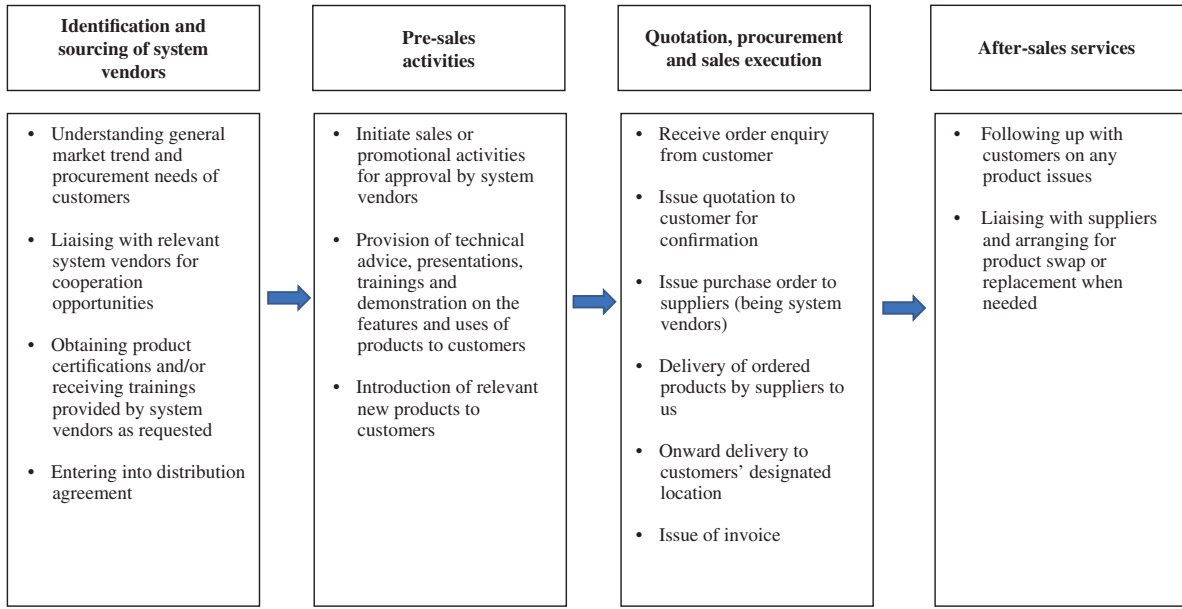 Identification and
sourcing of system
vendors
Pre-sales
activities
Quotation, procurement
and sales execution
After-sales services
• Understanding general
market trend and
procurement needs of
customers
• Liaising with relevant
system vendors for
cooperation
opportunities
• Obtaining product
certifications and/or
receiving trainings
provided by system
vendors as requested
• Entering into distribution
agreement
• Initiate sales or
promotional activities
for approval by system
vendors
• Provision of technical
advice, presentations,
trainings and
demonstration on the
features and uses of
products to customers
• Introduction of relevant
new products to
customers
• Receive order enquiry
from customer
• Issue quotation to
customer for
confirmation
• Issue purchase order to
suppliers (being system
vendors)
• Delivery of ordered
products by suppliers to
us
• Onward delivery to
customers’ designated
location
• Issue of invoice
• Following up with
customers on any
product issues
• Liaising with suppliers
and arranging for
product swap or
replacement when
needed